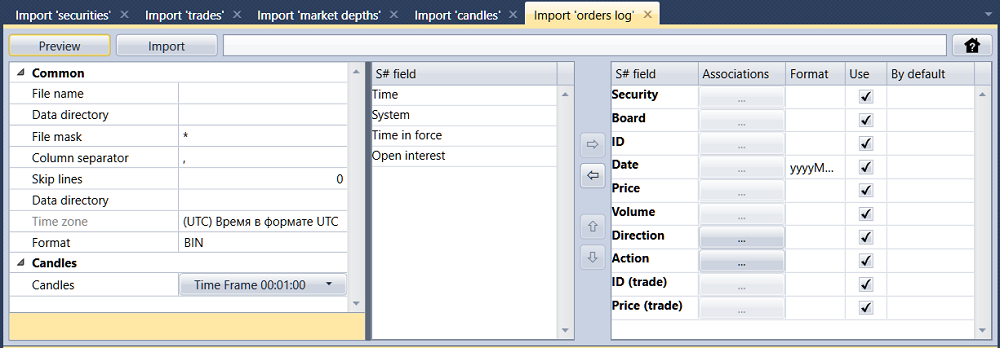 Import 'securities' Import 'trades' Import 'market depths' Import 'candles' Import 'orders log'
Preview Import
Common
File name
Data directory
File mask *
Column separator ,
Skip lines 0
Data directory
Time zone (UTC) Время в формате UTC
Format BIN
Candles
Candles Time Frame 00:01:00
S# field
Time
System
Time in force
Open interest
S# field Associations Format Use By default
Security ...
Board ...
ID ...
Date ... yyyyM...
Price ...
Volume ...
Direction ...
Action ...
ID (trade) ...
Price (trade) ...